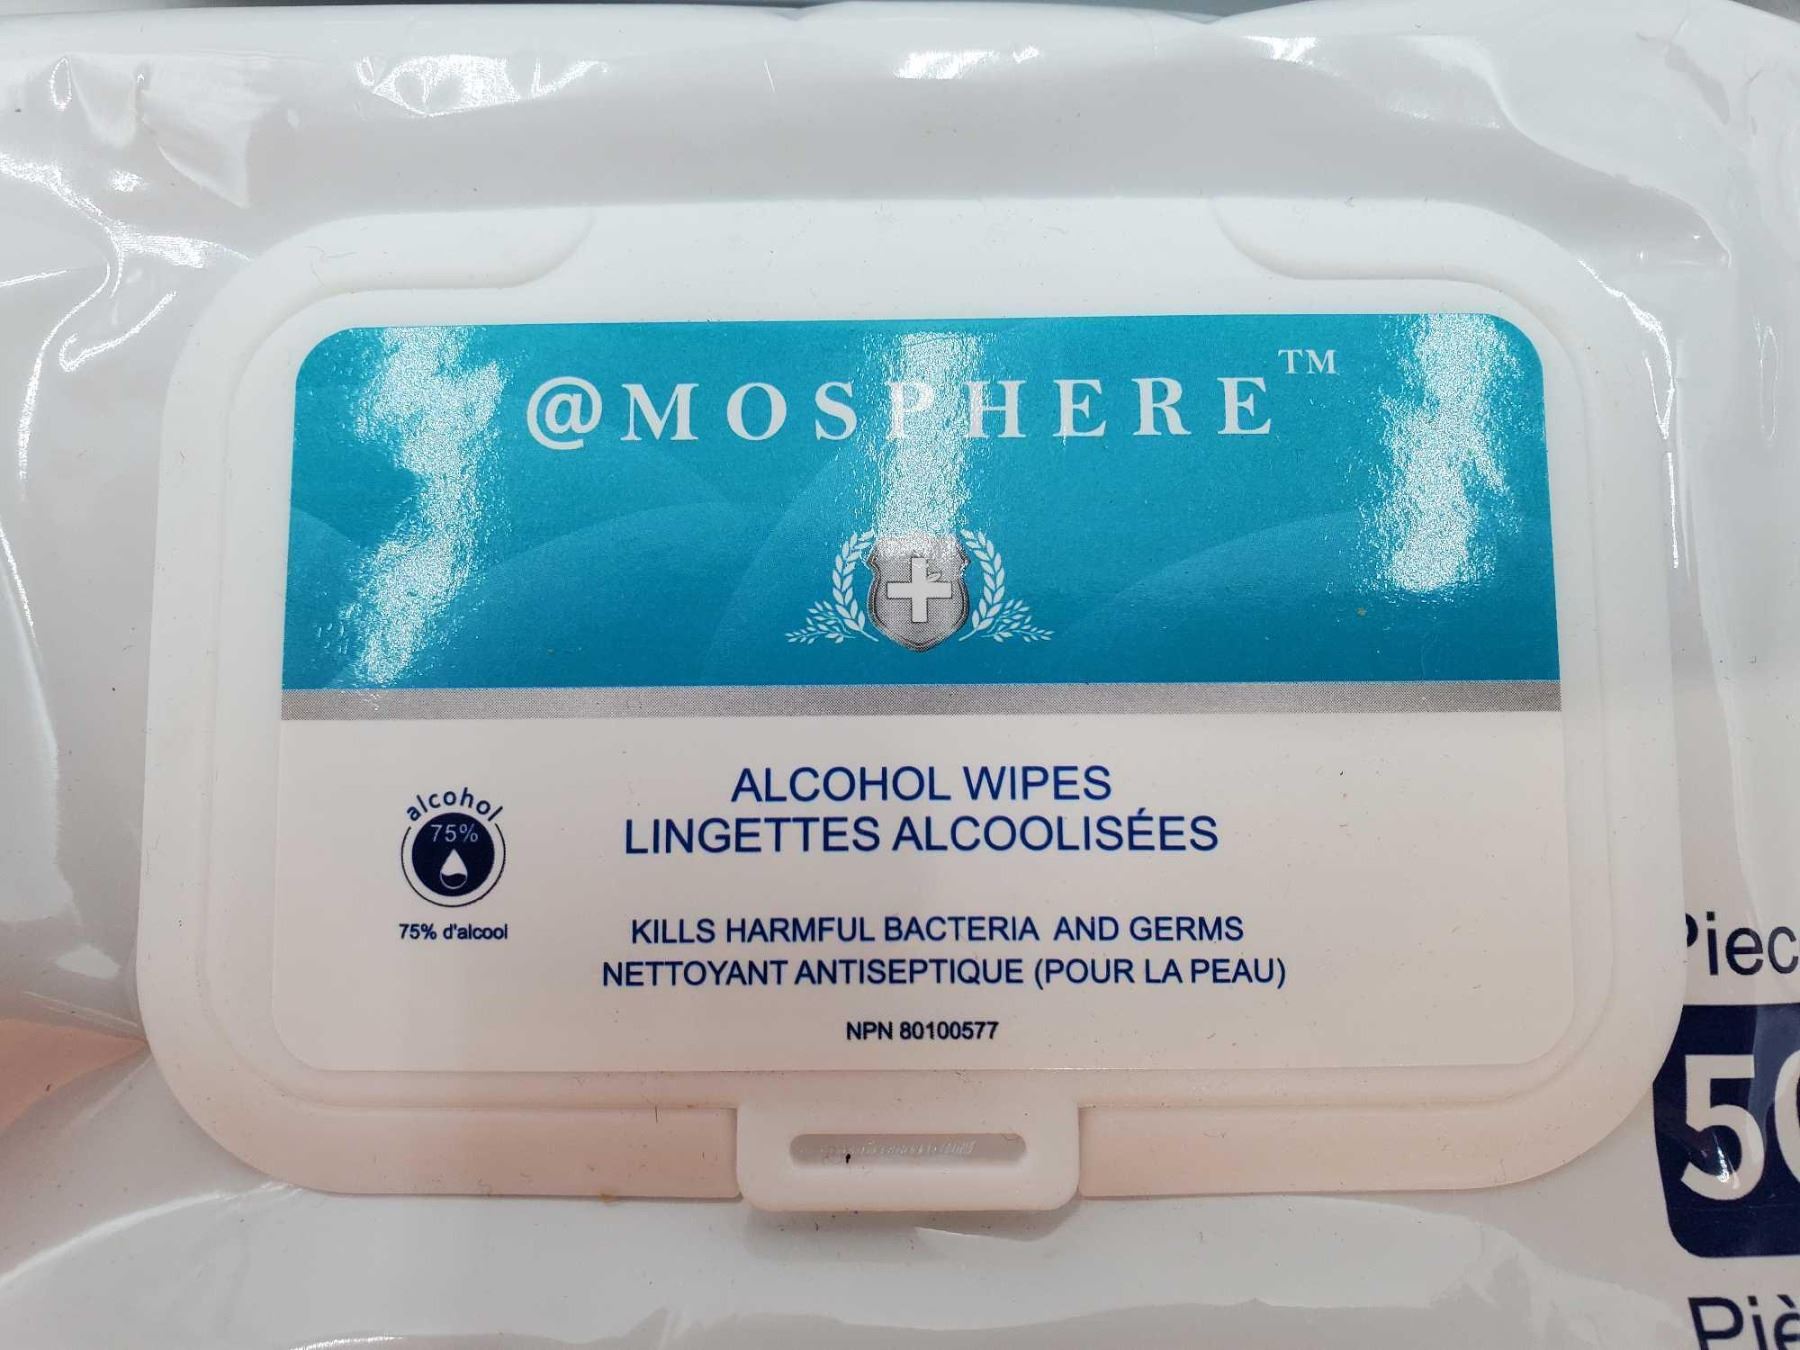 @MOSPHERE™
alcohol
75%
75% d'alcool
ALCOHOL WIPES
LINGETTES ALCOOLISÉES
KILLS HARMFUL BACTERIA AND GERMS
NETTOYANT ANTISEPTIQUE (POUR LA PEAU)
NPN 80100577